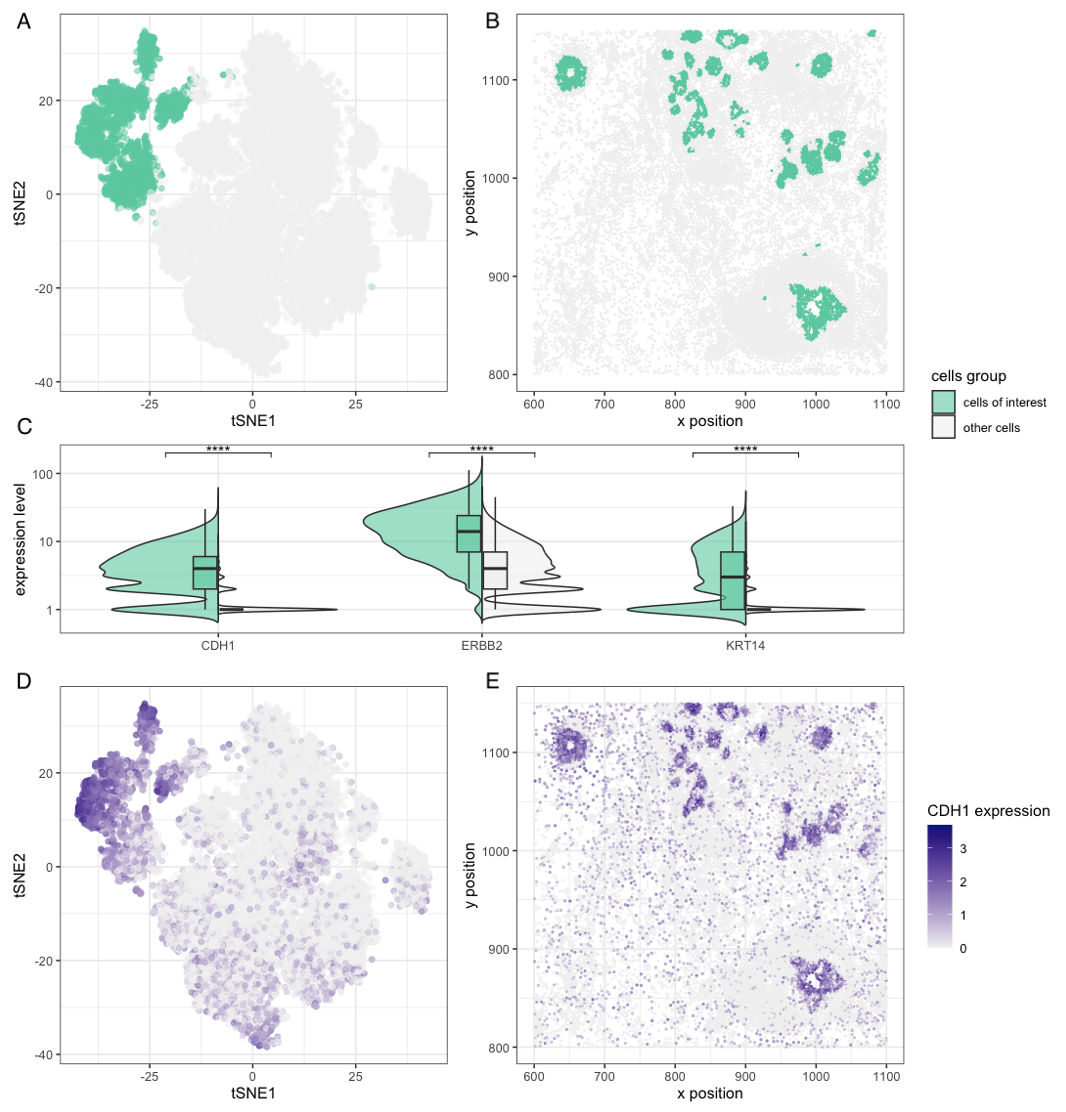 A
B
20
0
-20
-40
-25
0
25
tSNE1
tSNE2
1100
1000
900
800
600
700
800
900
1000
1100
x position
y position
cells group
cells of interest
other cells
C
****
****
****
100
10
1
expression level
CDH1
ERBB2
KRT14
D
E
20
0
-20
-40
-25
0
25
tSNE1
tSNE2
1100
1000
900
800
600
700
800
900
1000
1100
x position
y position
CDH1 expression
3
2
1
0